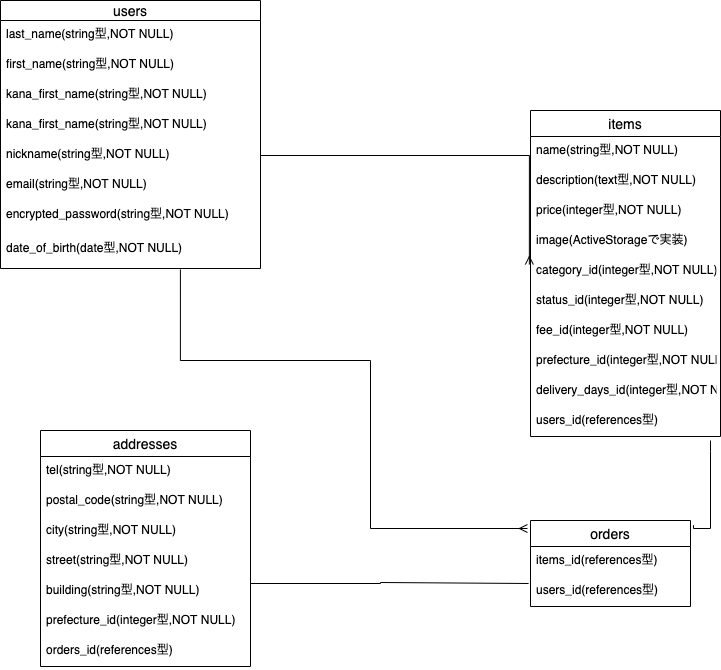 users
last_name(string型,NOT NULL)
first_name(string型,NOT NULL)
kana_first_name(string型,NOT NULL)
kana_first_name(string型,NOT NULL)
nickname(string型,NOT NULL)
email(string型,NOT NULL)
encrypted_password(string型,NOT NULL)
date_of_birth(date型,NOT NULL)
items
name(string型,NOT NULL)
description(text型,NOT NULL)
price(integer型,NOT NULL)
image(ActiveStorageで実装)
category_id(integer型,NOT NULL)
status_id(integer型,NOT NULL)
fee_id(integer型,NOT NULL)
prefecture_id(integer型,NOT NUL
delivery_days_id(integer型,NOT N
users_id(references型)
addresses
tel(string型,NOT NULL)
postal_code(string型,NOT NULL)
city(string型,NOT NULL)
street(string型,NOT NULL)
building(string型,NOT NULL)
prefecture_id(integer型,NOT NULL)
orders_id(references型)
orders
items_id(references型)
users_id(references型)